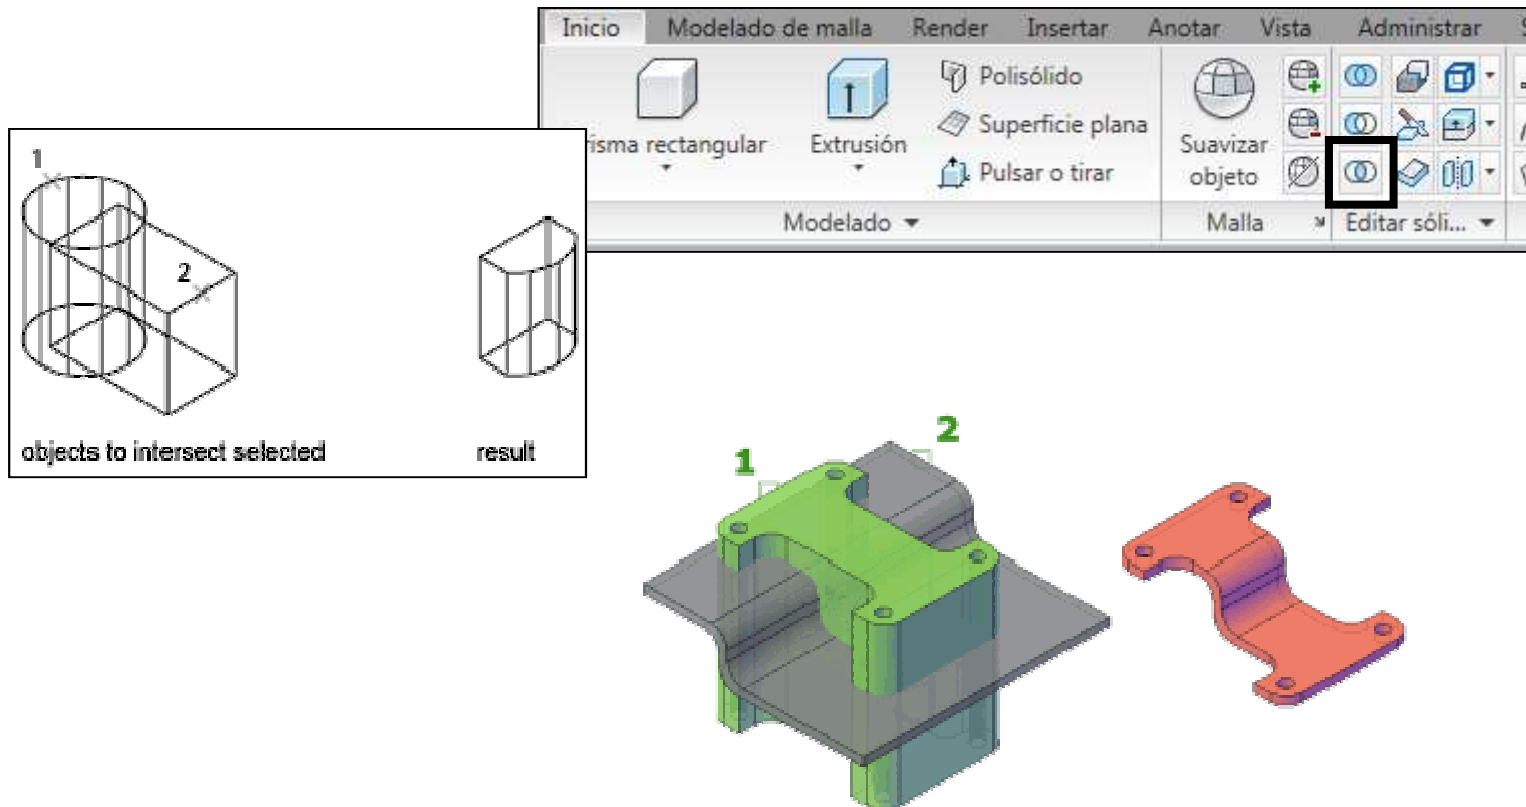 Inicio Modelado de malla Render Insertar Anotar Vista Administrar
Polisólido
Superficie plana
Pulsar o tirar
risma rectangular
Extrusión
Suavizar
objeto
Modelado
Malla
Editar sóli...
1
2
objects to intersect selected
result
1
2